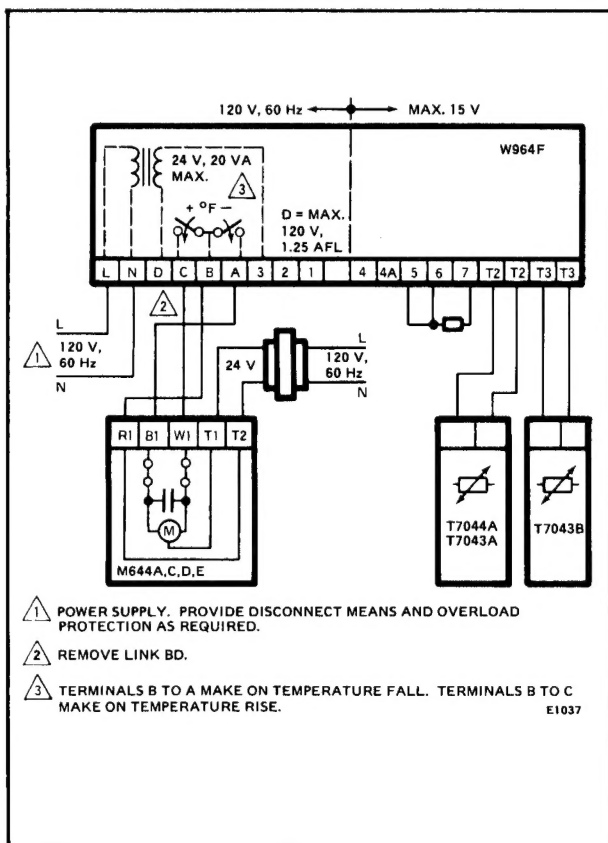 120 V, 60 Hz MAX. 15 V
W964F
24 V, 20 VA
MAX.
3
+ °F −
D = MAX.
120 V,
1.25 AFL
L N D C B A 3 2 1 4 4A 5 6 7 T2 T2 T3 T3
2
L
1
120 V,
60 Hz
N
24 V
L
120 V,
60 Hz
N
R1 B1 W1 T1 T2
M
M644A,C,D,E
T7044A
T7043A
T7043B
1 POWER SUPPLY. PROVIDE DISCONNECT MEANS AND OVERLOAD
PROTECTION AS REQUIRED.
2 REMOVE LINK BD.
3 TERMINALS B TO A MAKE ON TEMPERATURE FALL. TERMINALS B TO C
MAKE ON TEMPERATURE RISE.
E1037